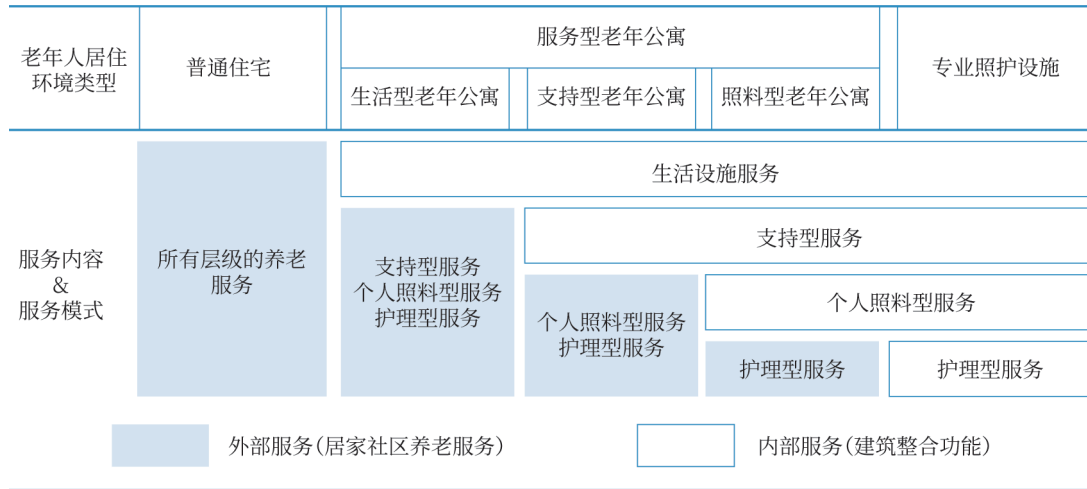 老年人居住
环境类型
普通住宅
服务型老年公寓
生活型老年公寓
支持型老年公寓
照料型老年公寓
专业照护设施
服务内容
&
服务模式
所有层级的养老
服务
生活设施服务
支持型服务
个人照料型服务
护理型服务
支持型服务
个人照料型服务
护理型服务
个人照料型服务
护理型服务
护理型服务
外部服务(居家社区养老服务)
内部服务(建筑整合功能)